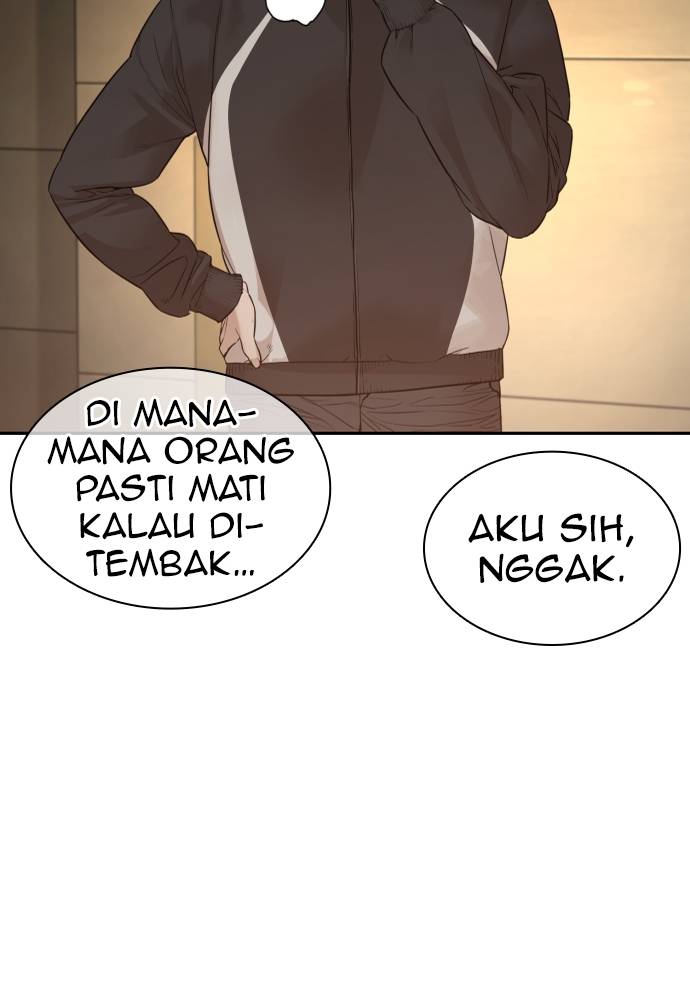 DI MANA-
MANA ORANG
PASTI MATI
KALAU DI-
TEMBAK...
AKU SIH,
NGGAK.